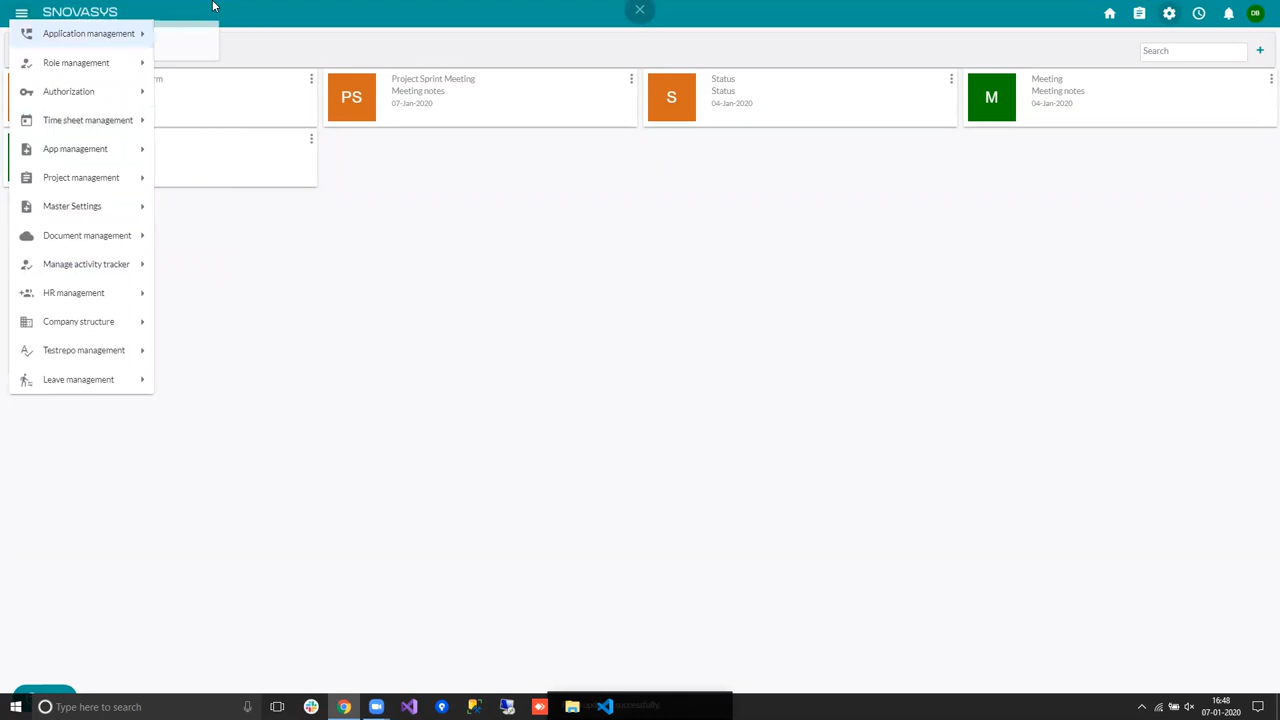 SNOVASYS
DB
Application management
Role management
Authorization
Time sheet management
App management
Project management
Master Settings
Document management
Manage activity tracker
HR management
Company structure
Testrepo management
Leave management
Search
+
rm
PS
Project Sprint Meeting
Meeting notes
07-Jan-2020
S
Status
Status
04-Jan-2020
M
Meeting
Meeting notes
04-Jan-2020
Type here to search
successfully.
16:48
07-01-2020